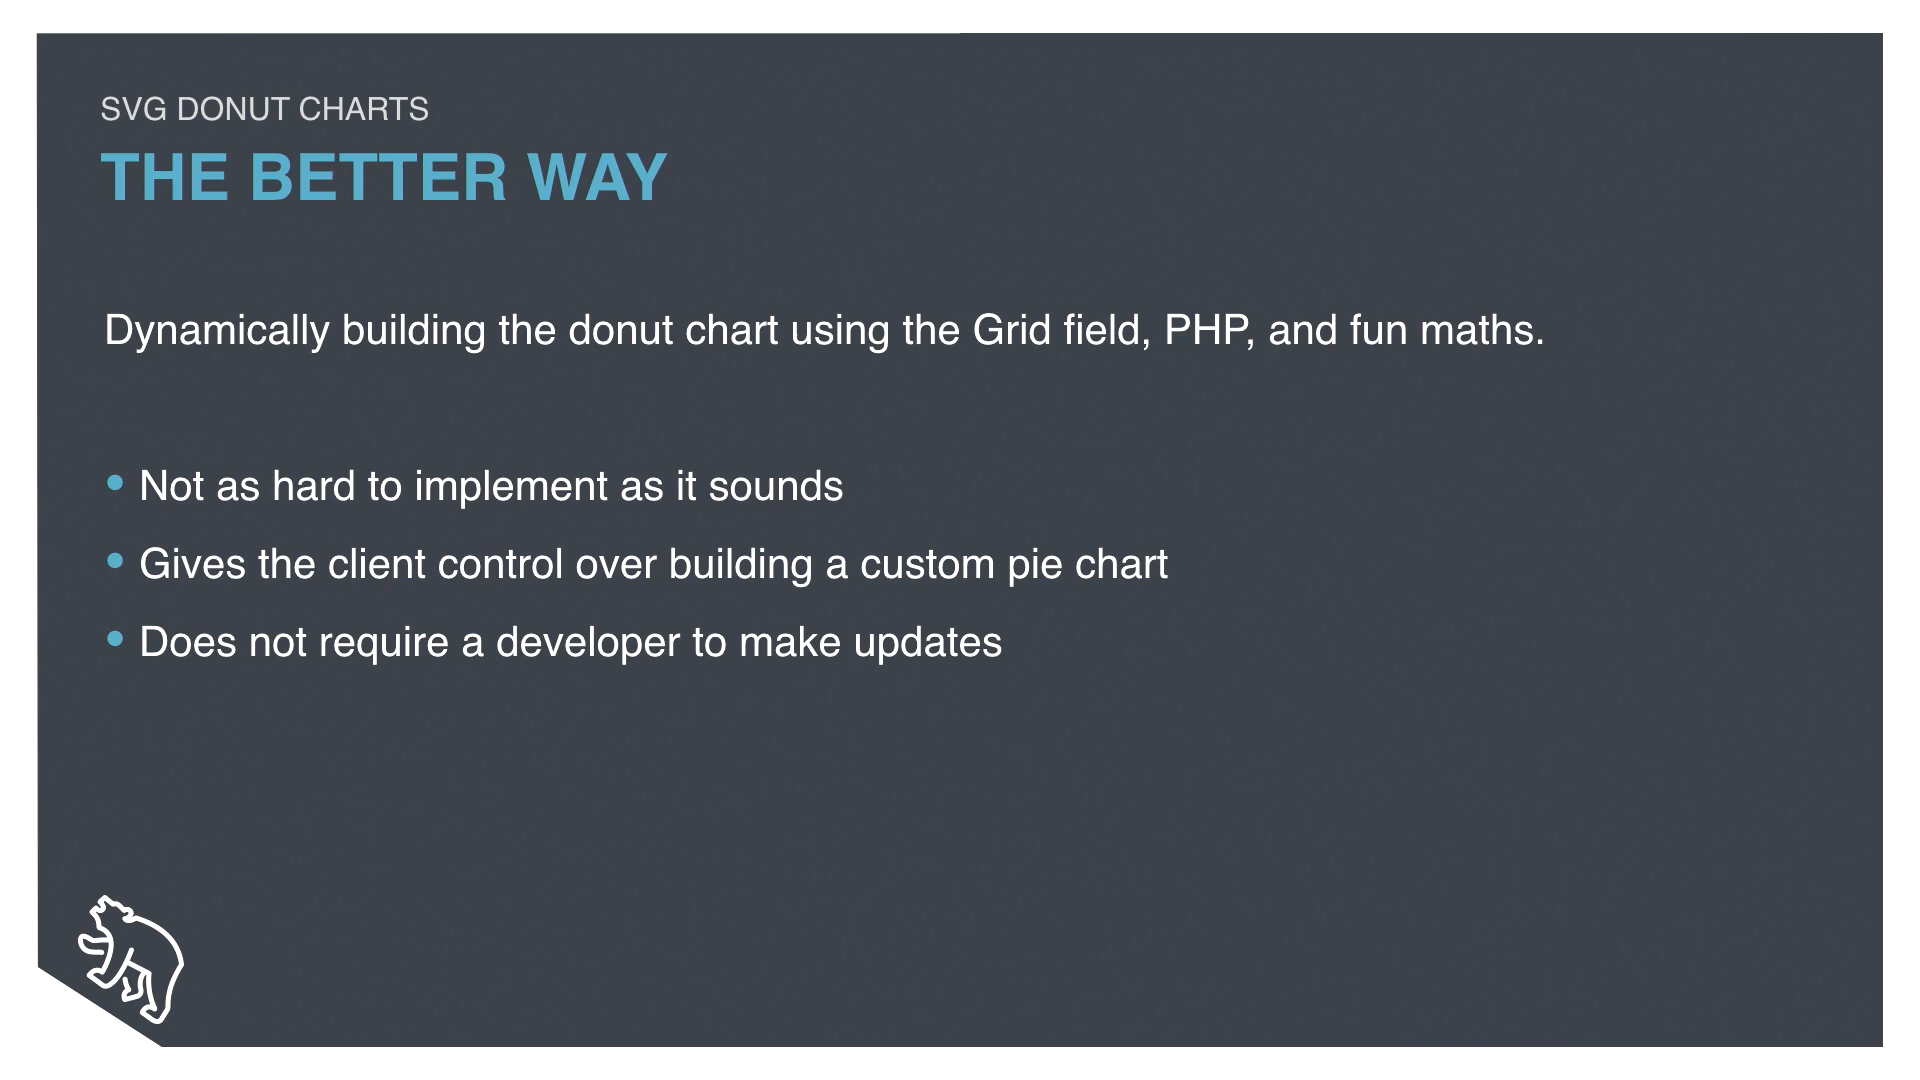 SVG DONUT CHARTS
THE BETTER WAY
Dynamically building the donut chart using the Grid field, PHP, and fun maths.
• Not as hard to implement as it sounds
• Gives the client control over building a custom pie chart
• Does not require a developer to make updates